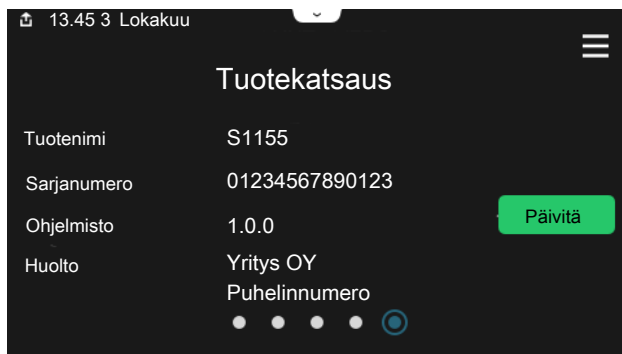 13.45 3 Lokakuu
Tuotekatsaus
Tuotenimi S1155
Sarjanumero 01234567890123
Ohjelmisto 1.0.0 Päivitä
Huolto Yritys OY
Puhelinnumero